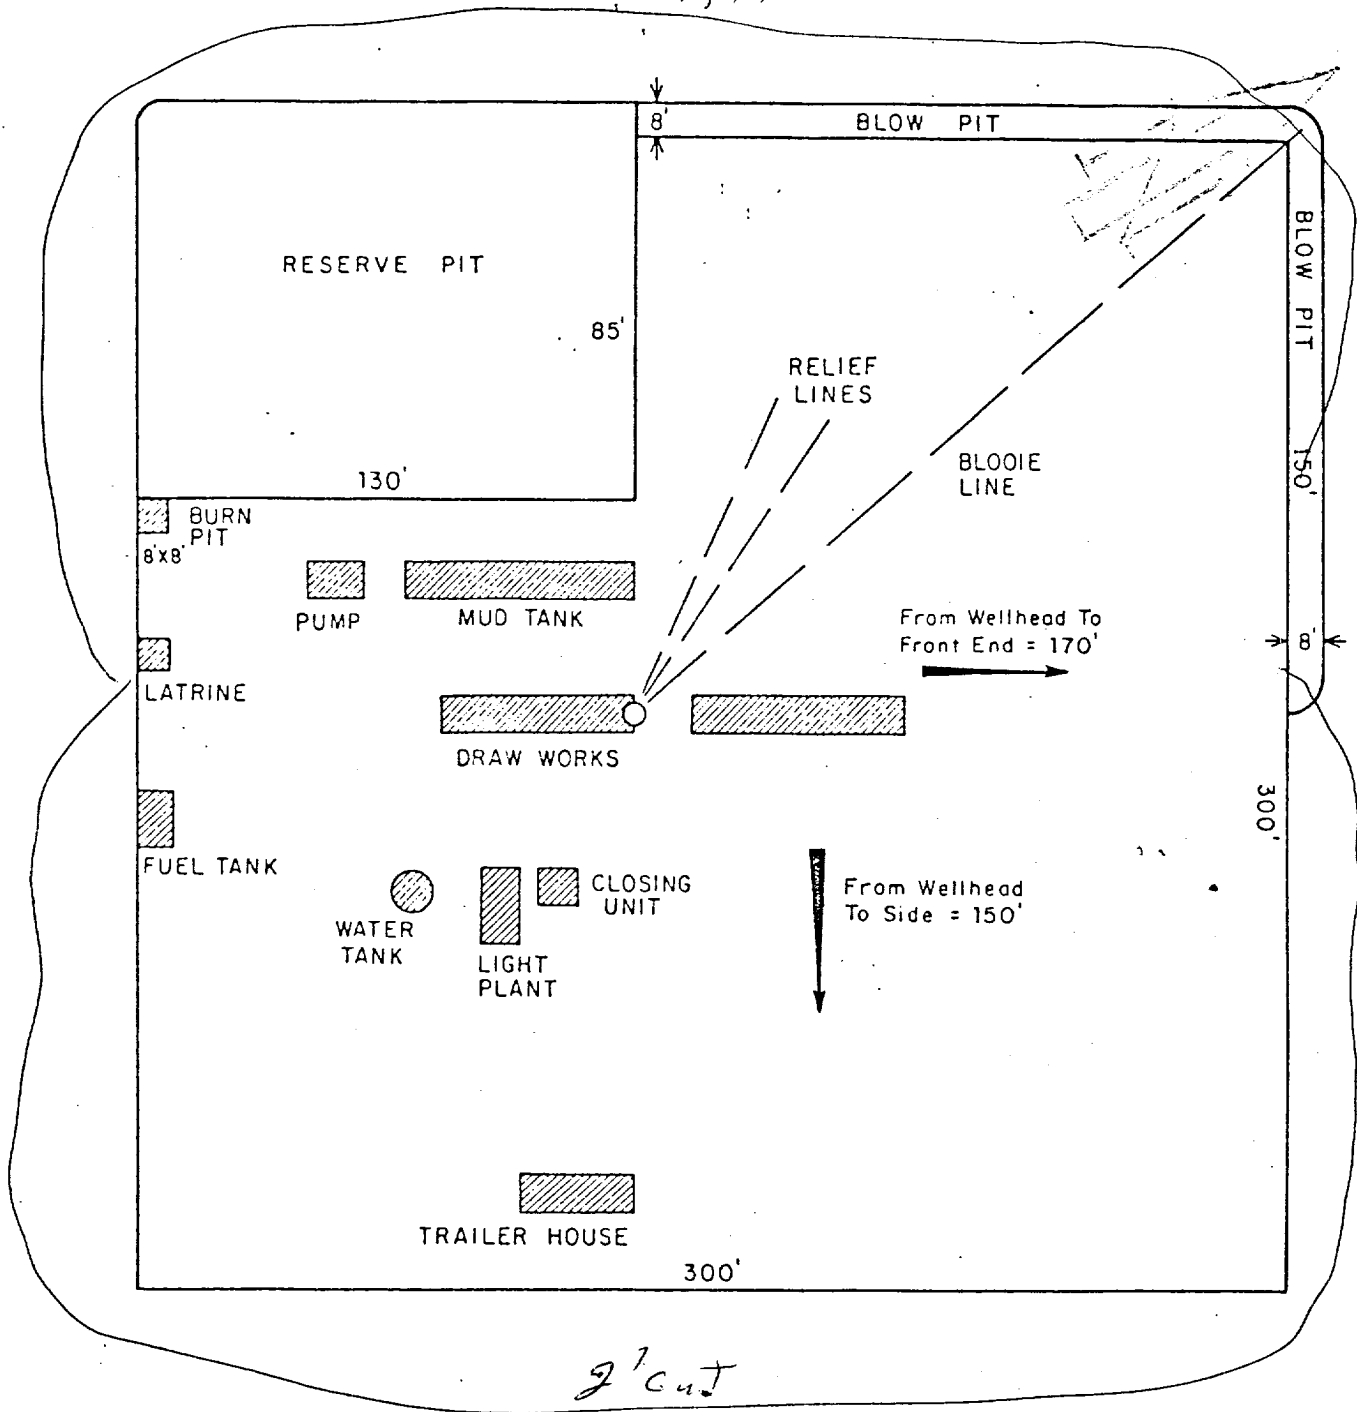 8'
BLOW PIT
BLOW PIT
RESERVE PIT
85'
RELIEF
LINES
130'
BLOOIE
LINE
150'
BURN
PIT
8'X8'
PUMP
MUD TANK
From Wellhead To
Front End = 170'
8'
LATRINE
DRAW WORKS
300'
FUEL TANK
CLOSING
UNIT
From Wellhead
To Side = 150'
WATER
TANK
LIGHT
PLANT
TRAILER HOUSE
300'
2' Cut